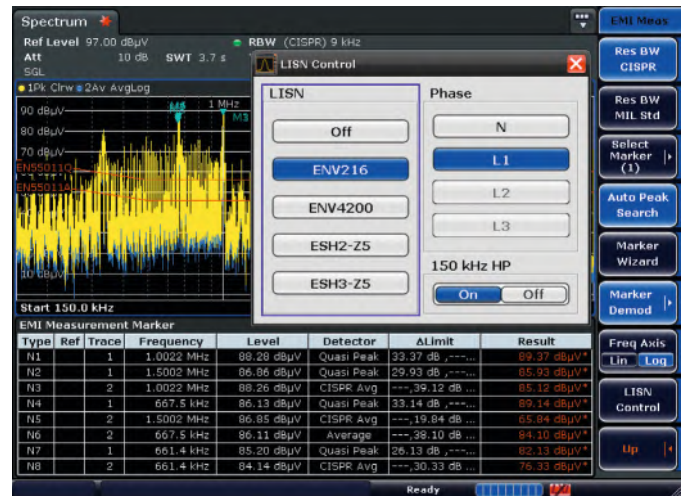 Spectrum
Ref Level 97.00 dBµV
RBW (CISPR) 9 kHz
Att 10 dB SWT 3.7 s
SGL
1Pk Clrw 2Av AvgLog
90 dBµV
M8
1 MHz
M3
70 dBµV
EN55011Q
EN55011A
10 dBµV
Start 150.0 kHz
LISN Control
LISN
Off
ENV216
ENV4200
ESH2-Z5
ESH3-Z5
Phase
N
L1
L2
L3
150 kHz HP
On Off
EMI Measurement Marker
Type Ref Trace Frequency Level Detector ΔLimit Result
N1 1 1.0022 MHz 88.28 dBµV Quasi Peak 33.37 dB ,---... 89.37 dBµV*
N2 1 1.5002 MHz 86.86 dBµV Quasi Peak 29.93 dB ,---... 85.93 dBµV*
N3 2 1.0022 MHz 88.26 dBµV CISPR Avg ---,39.12 dB ... 85.12 dBµV*
N4 1 667.5 kHz 86.13 dBµV Quasi Peak 33.14 dB ,---... 89.14 dBµV*
N5 2 1.5002 MHz 86.85 dBµV CISPR Avg ---,19.84 dB ... 65.84 dBµV*
N6 2 667.5 kHz 86.11 dBµV Average ---,38.10 dB ... 84.10 dBµV*
N7 1 661.4 kHz 85.20 dBµV Quasi Peak 26.13 dB ,---... 82.13 dBµV*
N8 2 661.4 kHz 84.14 dBµV CISPR Avg ---,30.33 dB ... 76.33 dBµV*
Ready
EMI Meas
Res BW
CISPR
Res BW
MIL Std
Select
Marker
(1)
Auto Peak
Search
Marker
Wizard
Marker
Demod
Freq Axis
Lin Log
LISN
Control
Up